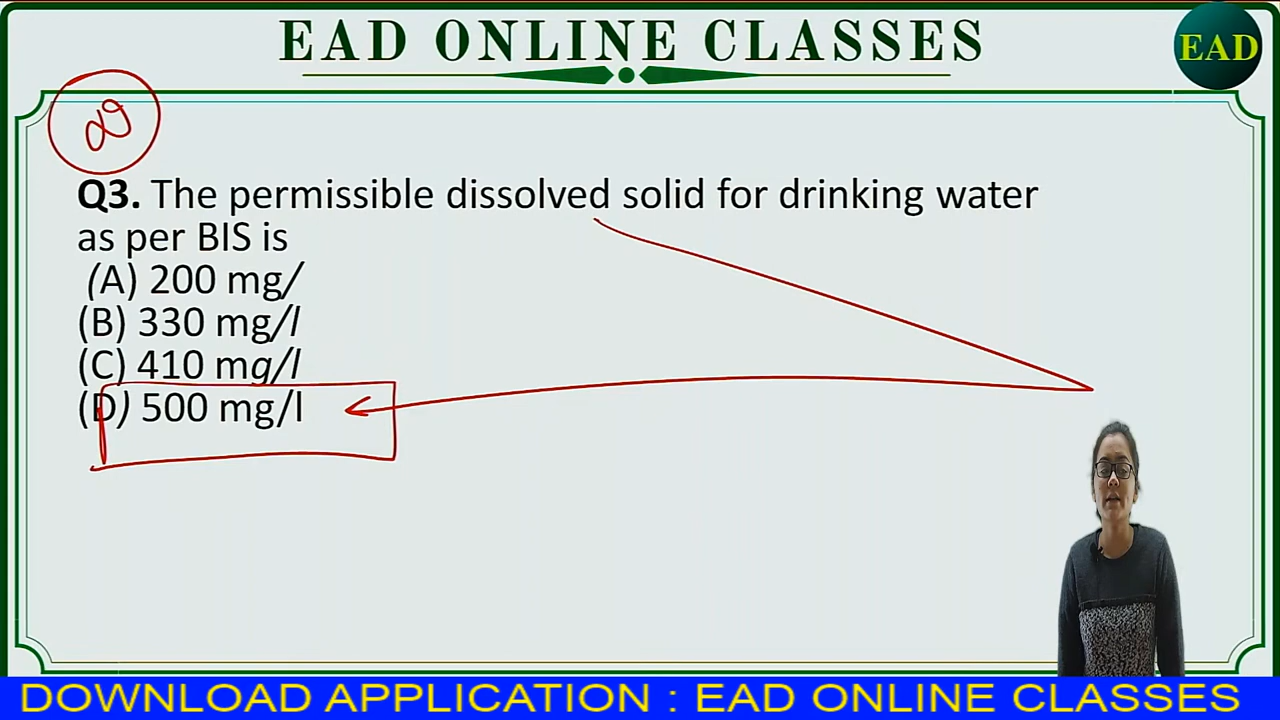 EAD ONLINE CLASSES
EAD
Q3. The permissible dissolved solid for drinking water
as per BIS is
(A) 200 mg/
(B) 330 mg/l
(C) 410 mg/l
(D) 500 mg/l
DOWNLOAD APPLICATION : EAD ONLINE CLASSES